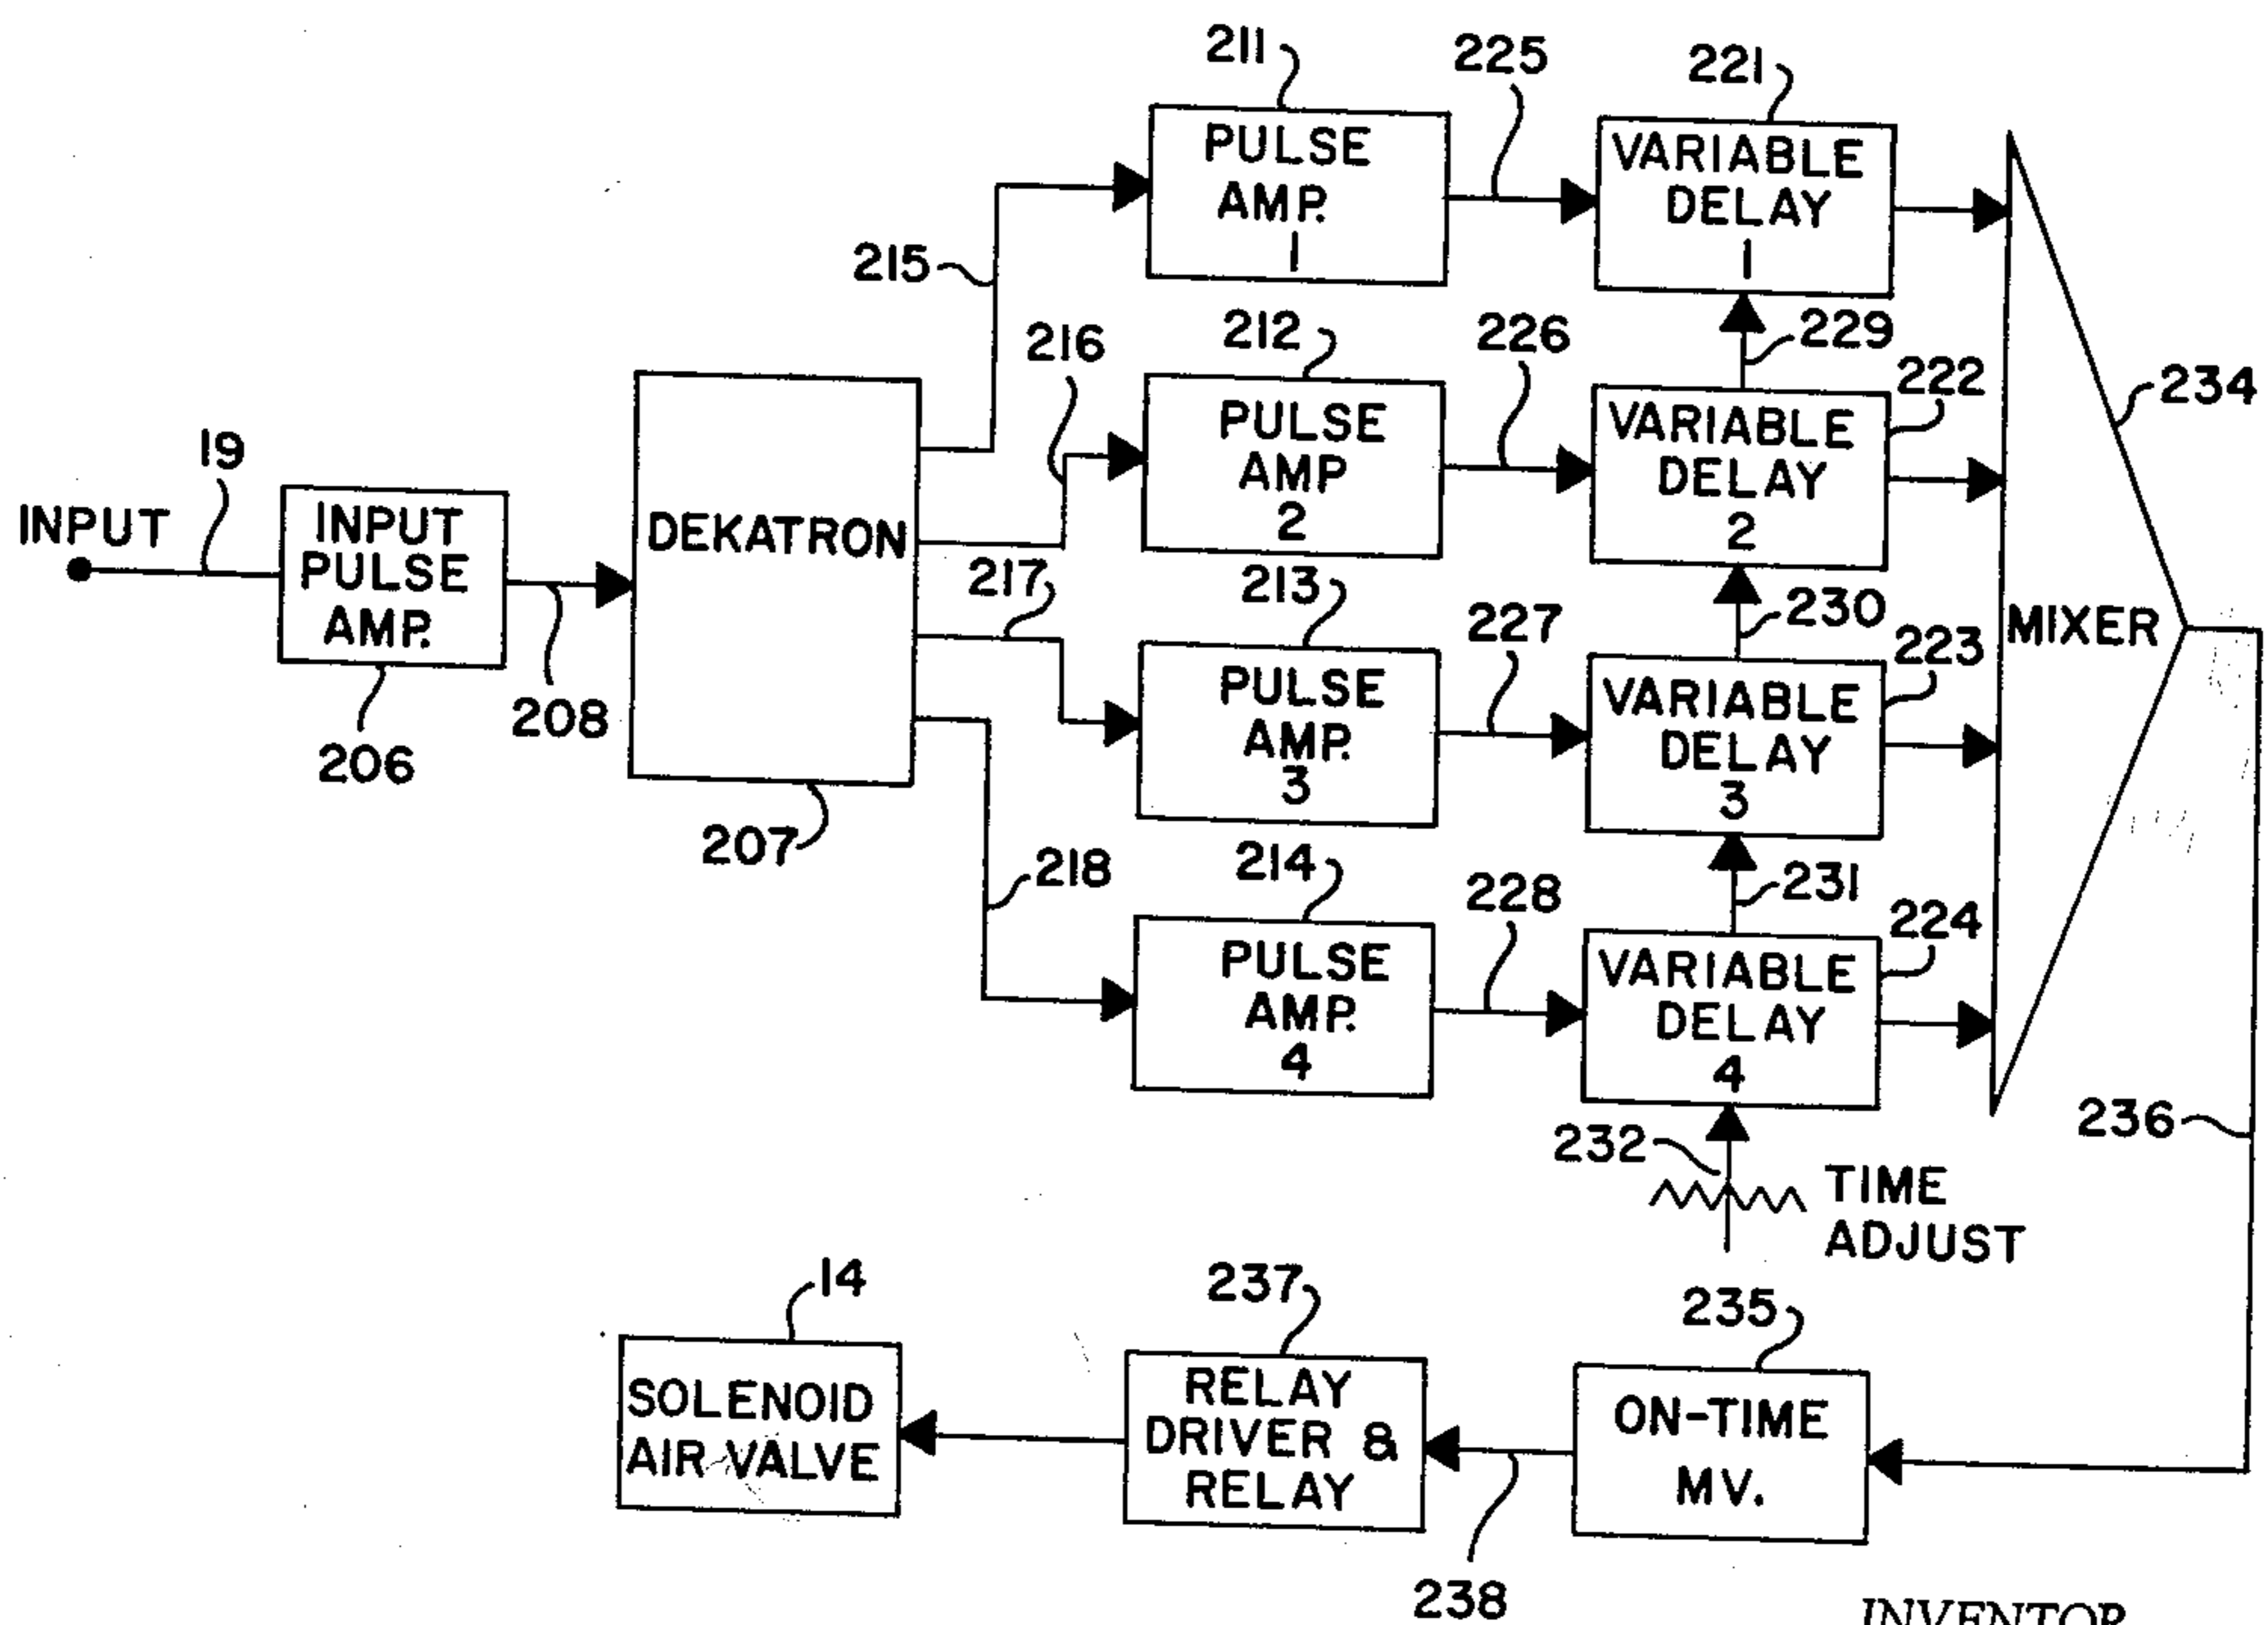 211
225
221
PULSE
AMP.
1
VARIABLE
DELAY
1
215
216
212
226
229
222
234
PULSE
AMP
2
VARIABLE
DELAY
2
19
INPUT
INPUT
PULSE
AMP.
DEKATRON
208
206
207
217
213
227
230
223
MIXER
PULSE
AMP.
3
VARIABLE
DELAY
3
218
214
228
231
224
PULSE
AMP.
4
VARIABLE
DELAY
4
232
TIME
ADJUST
236
14
237
235
SOLENOID
AIR VALVE
RELAY
DRIVER &
RELAY
ON-TIME
MV.
238
INVENTOR